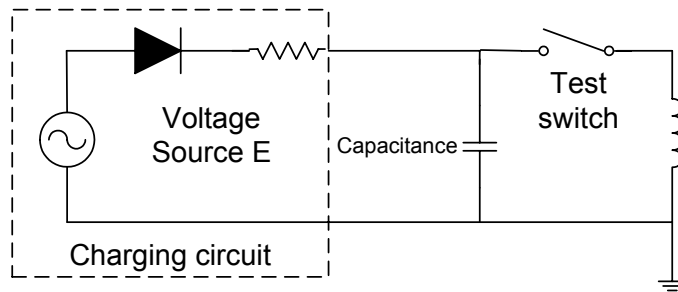 Voltage
Source E
Capacitance
Test
switch
Charging circuit